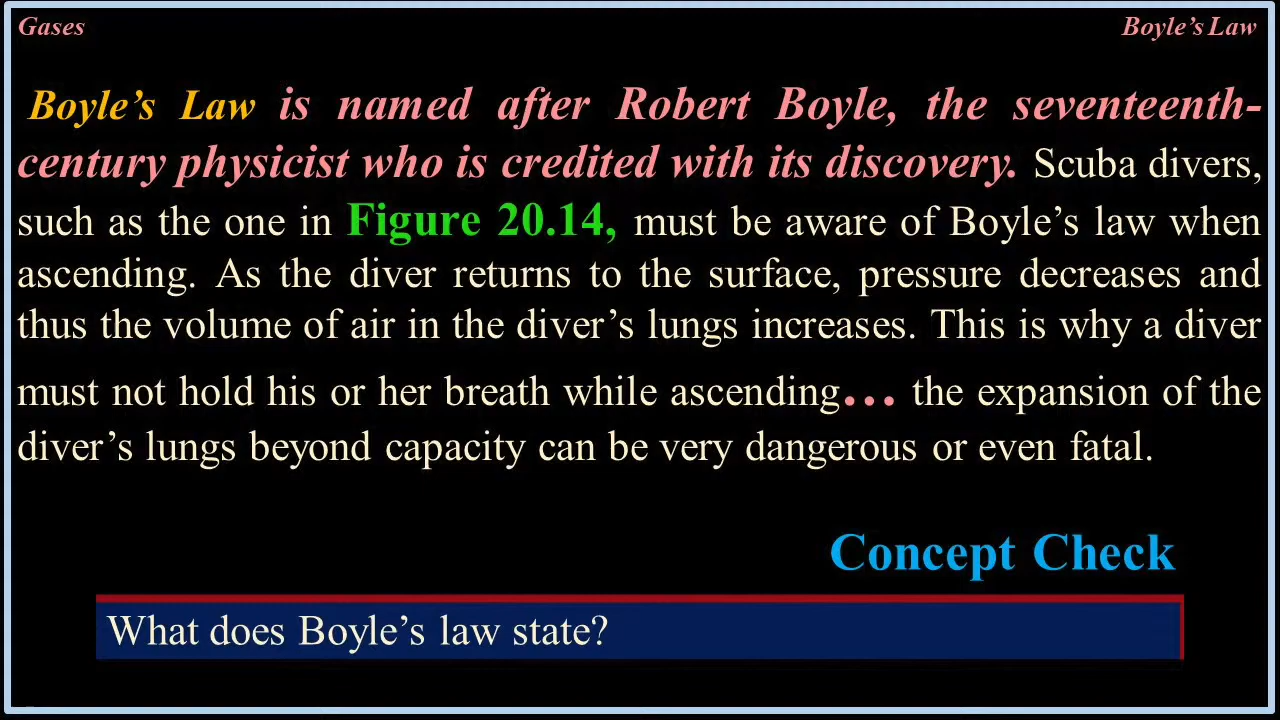 Gases
Boyle’s Law
Boyle’s Law is named after Robert Boyle, the seventeenth-
century physicist who is credited with its discovery. Scuba divers,
such as the one in Figure 20.14, must be aware of Boyle’s law when
ascending. As the diver returns to the surface, pressure decreases and
thus the volume of air in the diver’s lungs increases. This is why a diver
must not hold his or her breath while ascending… the expansion of the
diver’s lungs beyond capacity can be very dangerous or even fatal.
Concept Check
What does Boyle’s law state?